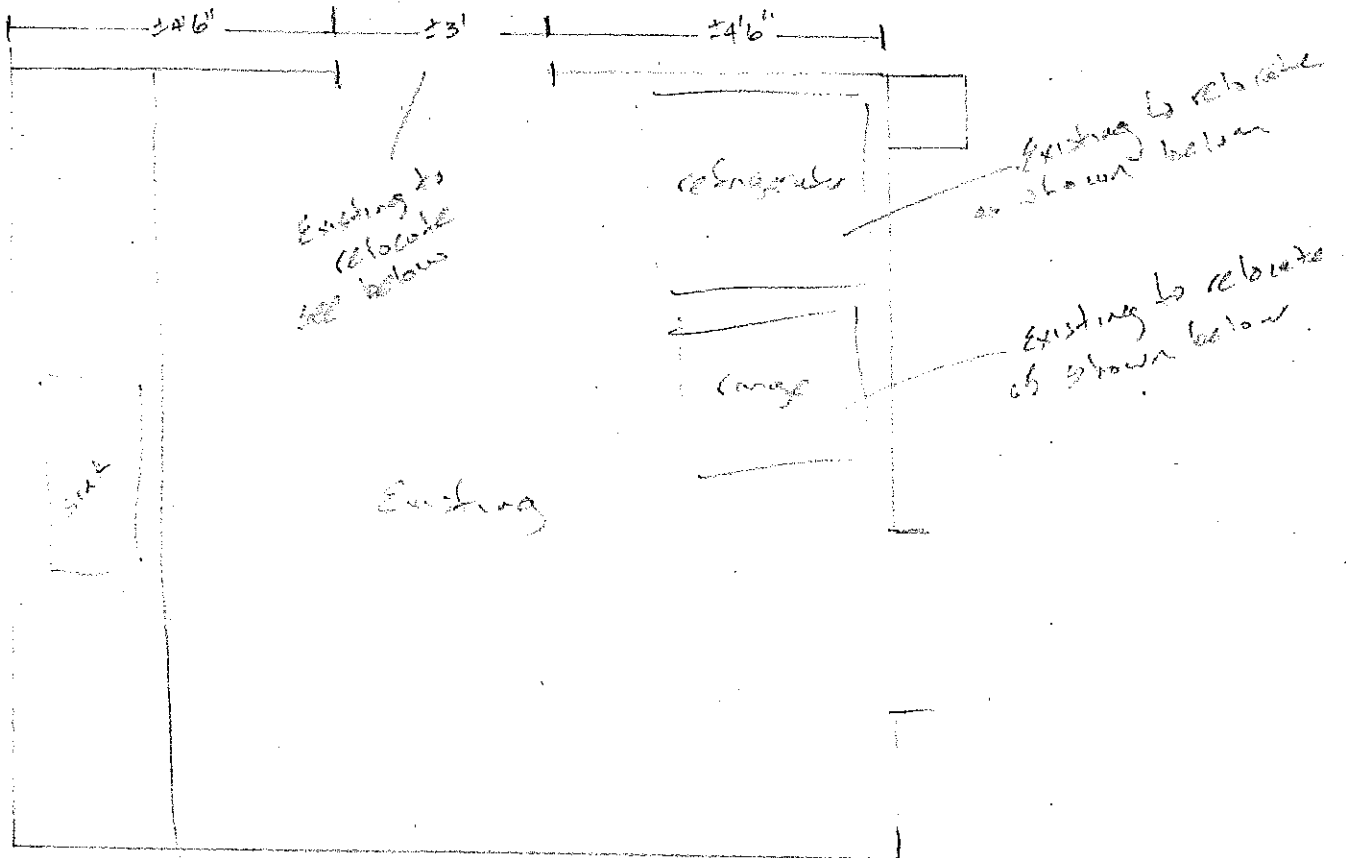 ±4'6" ±3' ±4'6"
Existing to
relocate
see below
refrigerator
Existing to relocate
as shown below
range
Existing to relocate
as shown below
sink
Existing